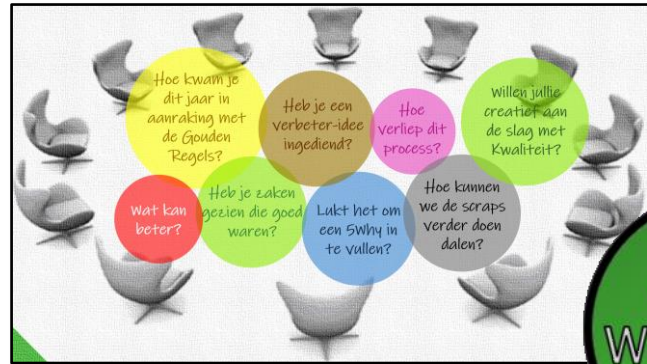 Hoe kwam je
dit jaar in
aanraking met
de Gouden
Regels?
Heb je een
verbeter-idee
ingediend?
Hoe
verliep dit
process?
Willen jullie
creatief aan
de slag met
Kwaliteit?
Wat kan
beter?
Heb je zaken
gezien die goed
waren?
Lukt het om
een 5Why in
te vullen?
Hoe kunnen
we de scraps
verder doen
dalen?
W